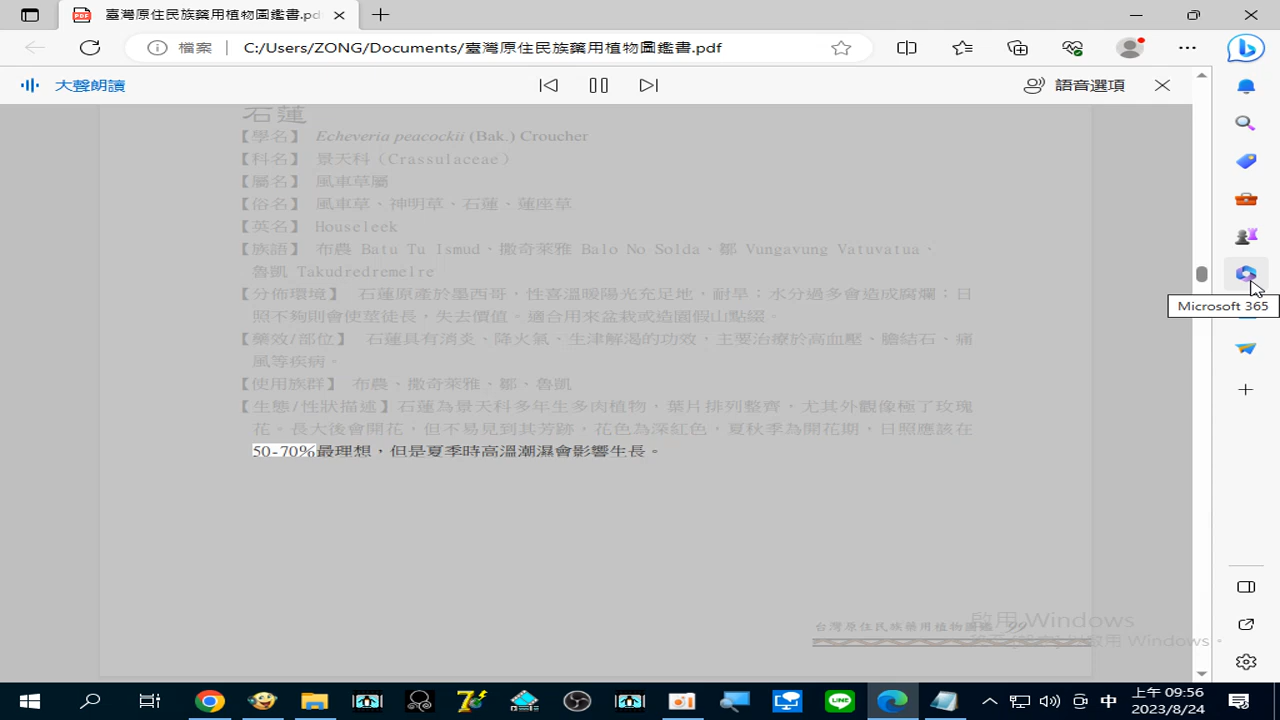 臺灣原住民族藥用植物圖鑑書.pdf
檔案
C:/Users/ZONG/Documents/臺灣原住民族藥用植物圖鑑書.pdf
大聲朗讀
語音選項
石蓮
【學名】 Echeveria peacockii (Bak.) Croucher
【科名】 景天科（Crassulaceae）
【屬名】 風車草屬
【俗名】 風車草、神明草、石蓮、蓮座草
【英名】 Houseleek
【族語】 布農 Batu Tu Ismud、撒奇萊雅 Balo No Solda、鄒 Vungavung Vatuvatua、
魯凱 Takudredremelre
【分佈環境】 石蓮原產於墨西哥，性喜溫暖陽光充足地，耐旱；水分過多會造成腐爛；日
照不夠則會使莖徒長，失去價值。適合用來盆栽或造園假山點綴。
【藥效/部位】 石蓮具有消炎、降火氣、生津解渴的功效，主要治療於高血壓、膽結石、痛
風等疾病。
【使用族群】 布農、撒奇萊雅、鄒、魯凱
【生態/性狀描述】石蓮為景天科多年生多肉植物，葉片排列整齊，尤其外觀像極了玫瑰
花。長大後會開花，但不易見到其芳跡，花色為深紅色，夏秋季為開花期，日照應該在
50-70%最理想，但是夏季時高溫潮濕會影響生長。
Microsoft 365
台灣原住民族藥用植物圖鑑 99
啟用 Windows
啟用 Windows。
中
上午 09:56
2023/8/24